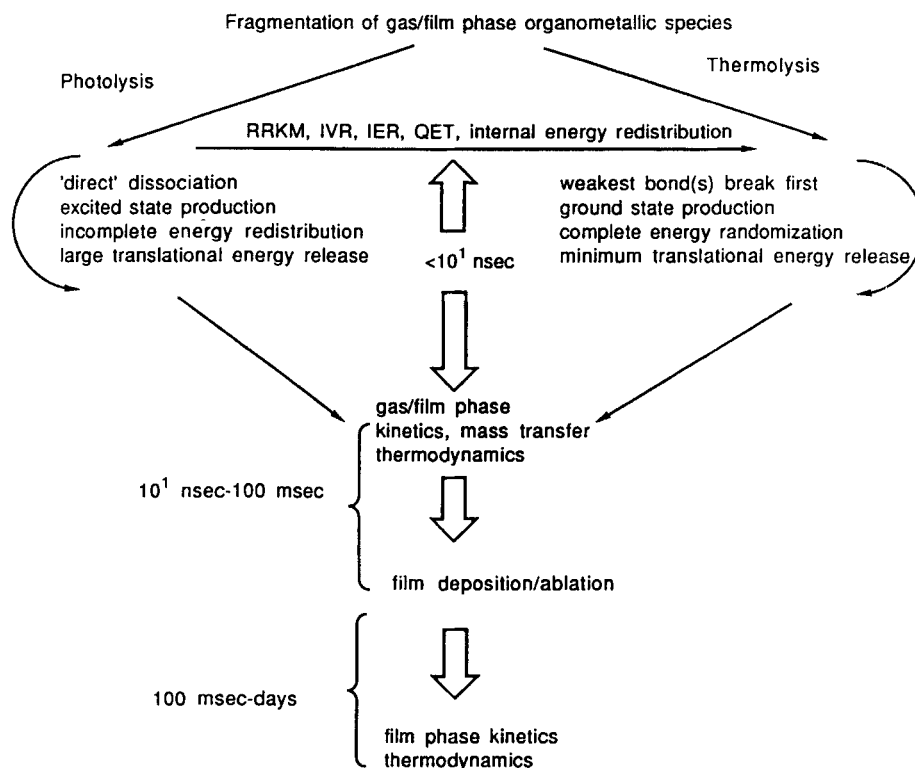 Fragmentation of gas/film phase organometallic species
Photolysis
Thermolysis
RRKM, IVR, IER, QET, internal energy redistribution
'direct' dissociation
excited state production
incomplete energy redistribution
large translational energy release
<10¹ nsec
weakest bond(s) break first
ground state production
complete energy randomization
minimum translational energy release
gas/film phase
kinetics, mass transfer
thermodynamics
10¹ nsec-100 msec
film deposition/ablation
100 msec-days
film phase kinetics
thermodynamics